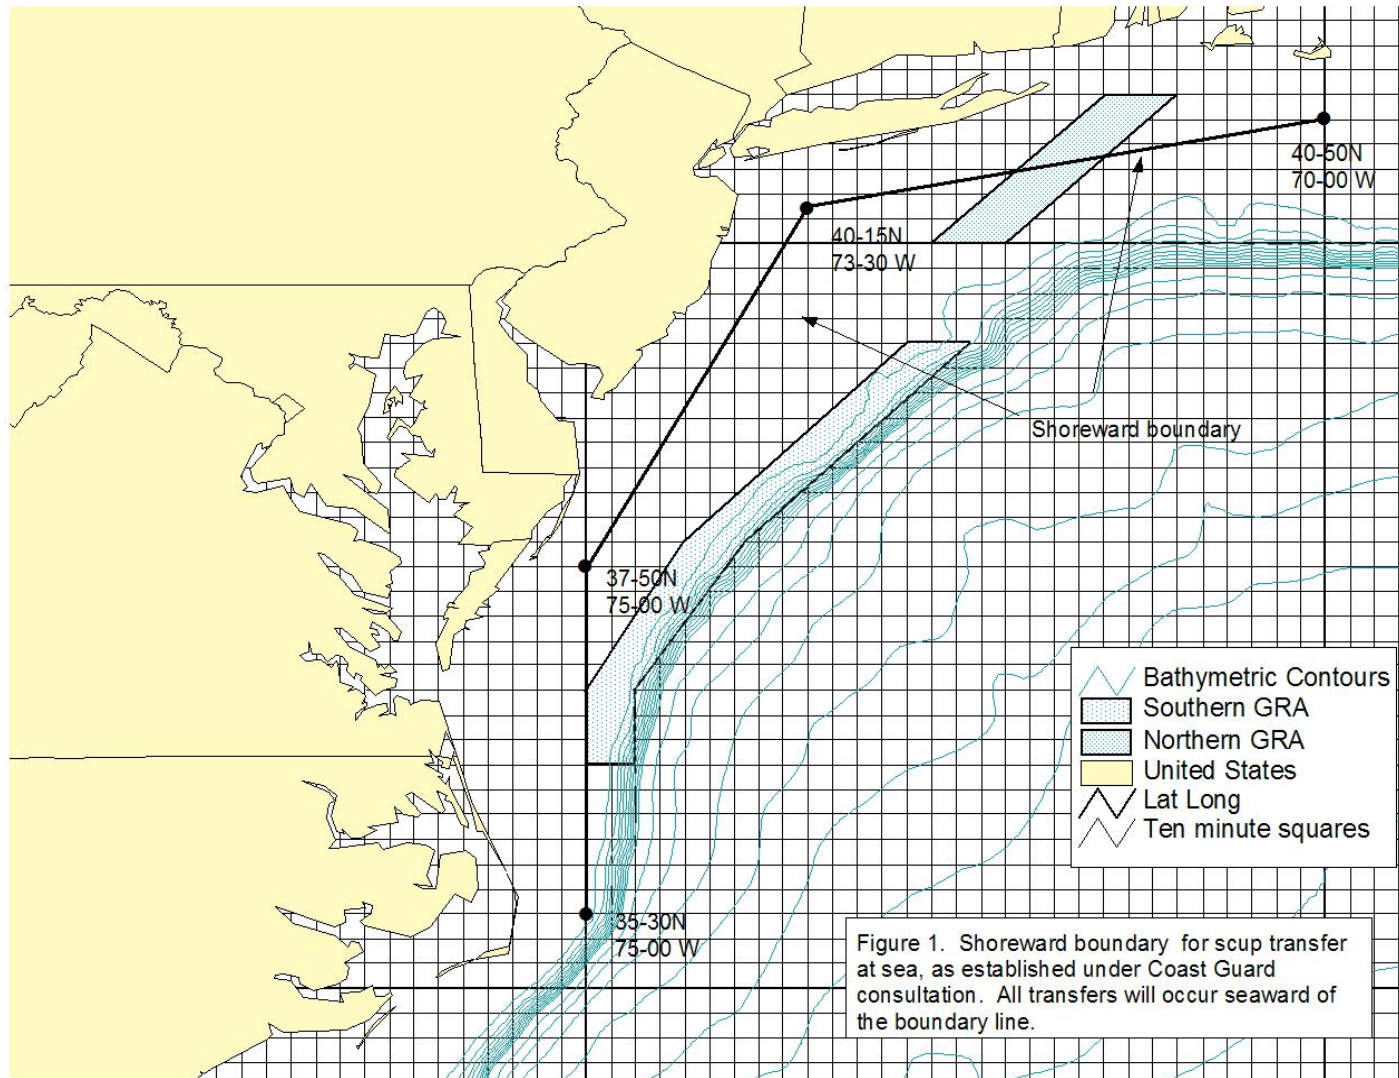 40-50N
70-00 W
40-15N
73-30 W
Shoreward boundary
37-50N
75-00 W
Bathymetric Contours
Southern GRA
Northern GRA
United States
Lat Long
Ten minute squares
35-30N
75-00 W
Figure 1.  Shoreward boundary  for scup transfer
at sea, as established under Coast Guard
consultation.  All transfers will occur seaward of
the boundary line.